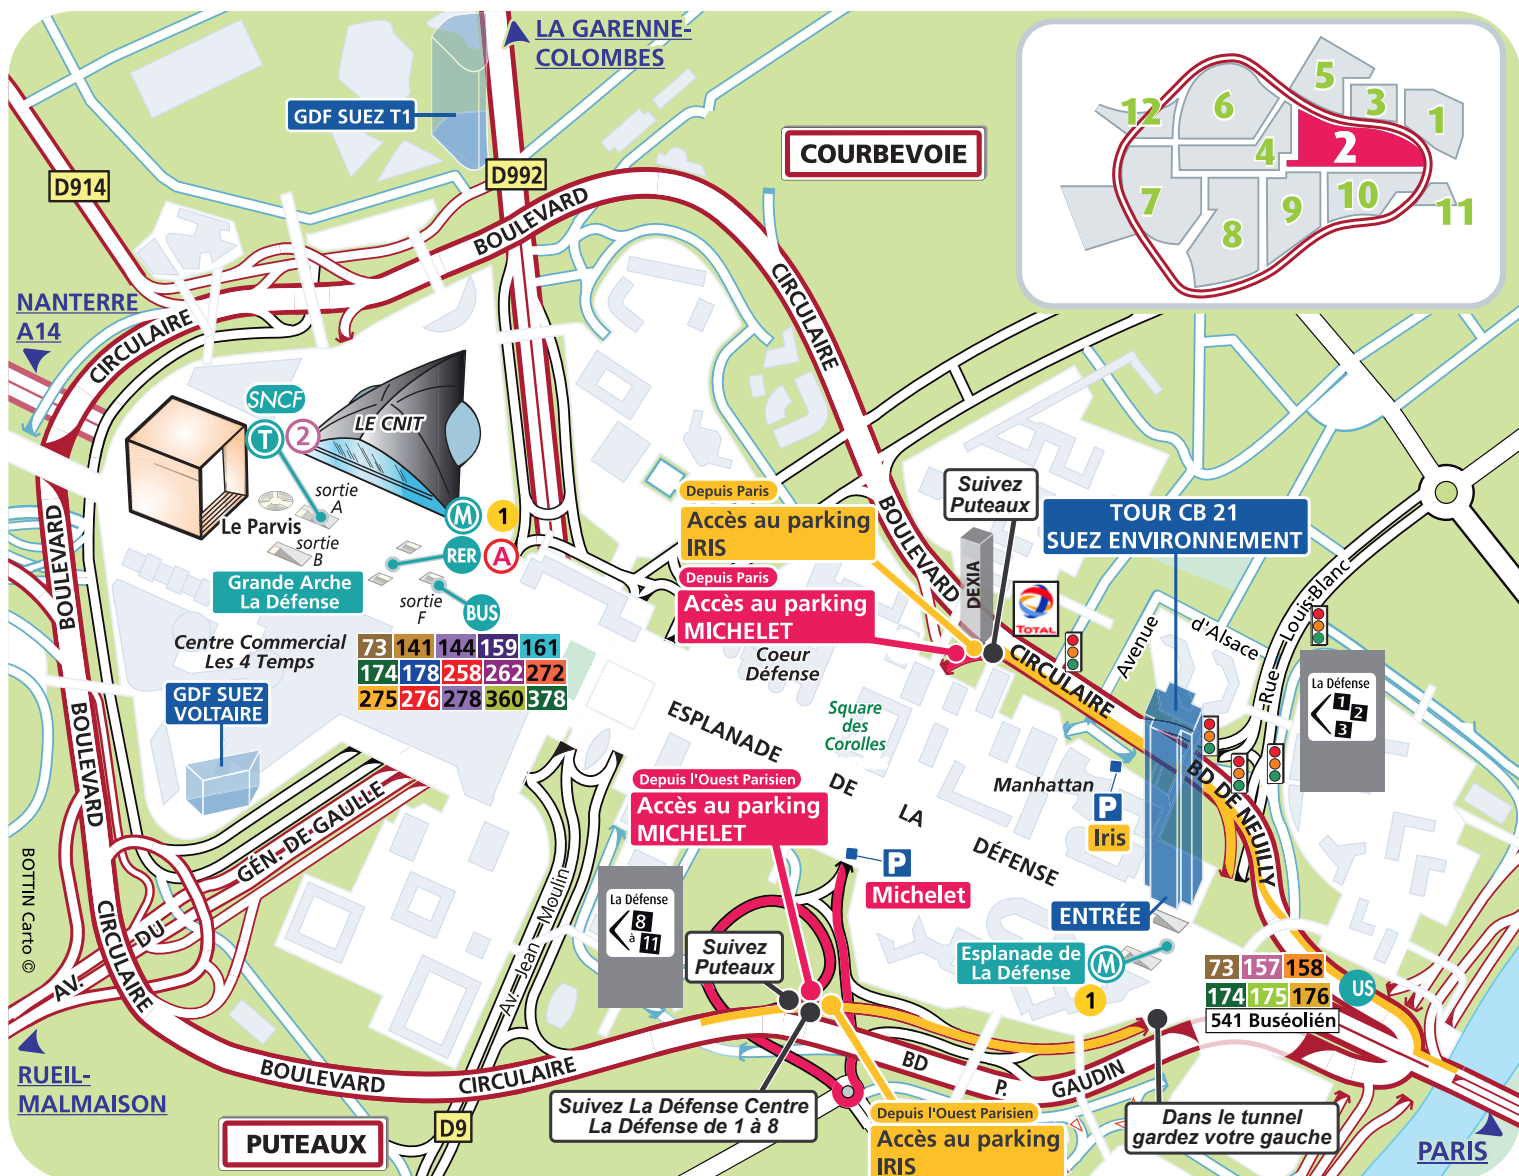 LA GARENNE-
COLOMBES
GDF SUEZ T1
COURBEVOIE
D914
D992
5
6
3
12
1
2
4
7
10
9
11
8
BOULEVARD
CIRCULAIRE
NANTERRE
A14
CIRCULAIRE
SNCF
T
2
LE CNIT
sortie
A
Le Parvis
sortie
B
M
1
RER
A
Grande Arche
La Défense
sortie
F
BUS
Centre Commercial
Les 4 Temps
73 141 144 159 161
174 178 258 262 272
275 276 278 360 378
GDF SUEZ
VOLTAIRE
BOULEVARD
Depuis Paris
Accès au parking
IRIS
Depuis Paris
Accès au parking
MICHELET
Suivez
Puteaux
BOULEVARD
DEXIA
TOTAL
TOUR CB 21
SUEZ ENVIRONNEMENT
Coeur
Défense
CIRCULAIRE
Avenue
d'Alsace
Rue-Louis-Blanc
La Défense
1
2
3
ESPLANADE
DE
LA
DÉFENSE
Square
des
Corolles
Manhattan
P
Iris
BD DE NEUILLY
Depuis l'Ouest Parisien
Accès au parking
MICHELET
P
Michelet
BOULEVARD
CIRCULAIRE
AV.
DU
GÉN.-DE-GAULLE
Av.-Jean-Moulin
BOTTIN Carto ©
La Défense
8
à
11
Suivez
Puteaux
ENTRÉE
Esplanade de
La Défense
M
1
73 157 158
174 175 176
541 Buséolién
US
RUEIL-
MALMAISON
BOULEVARD
CIRCULAIRE
BD
P.
GAUDIN
D9
PUTEAUX
Suivez La Défense Centre
La Défense de 1 à 8
Depuis l'Ouest Parisien
Accès au parking
IRIS
Dans le tunnel
gardez votre gauche
PARIS